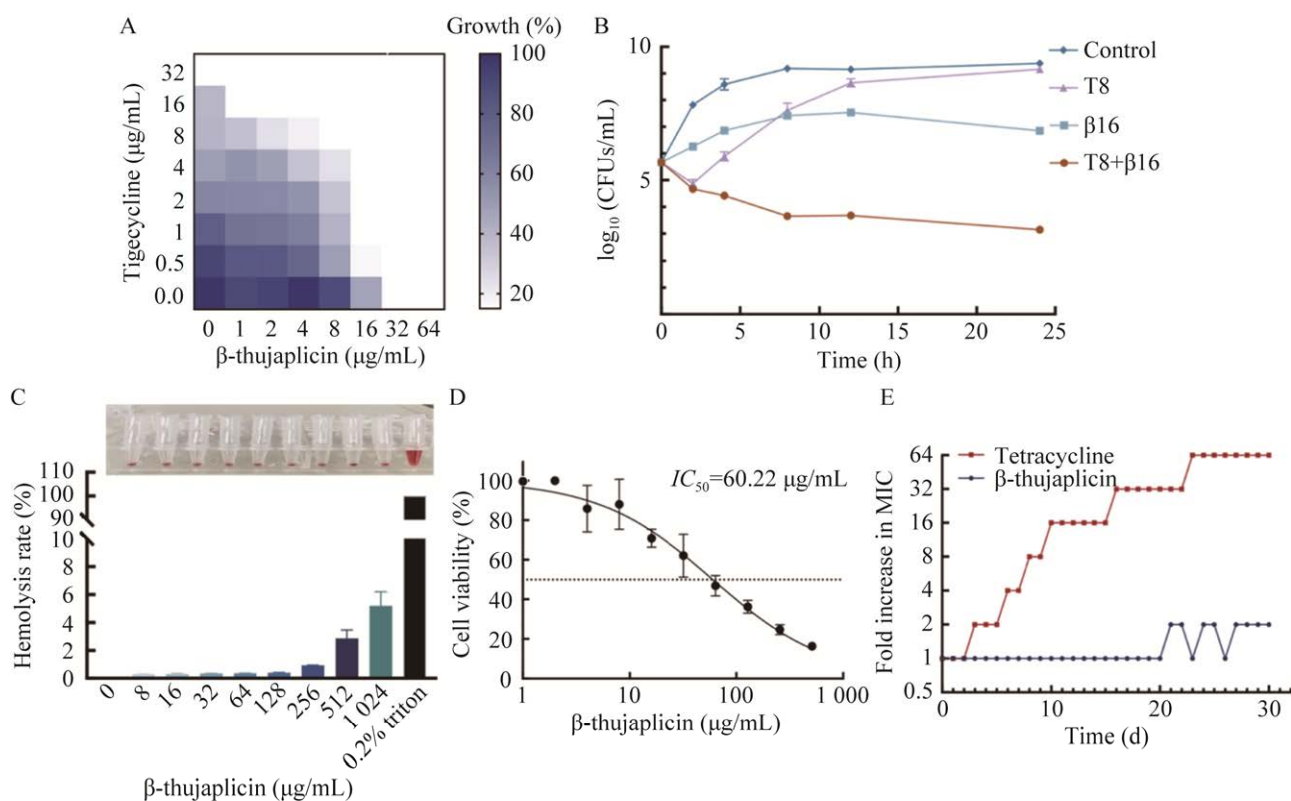 A
Growth (%)
Tigecycline (μg/mL)
32
16
8
4
2
1
0.5
0.0
0 1 2 4 8 16 32 64
β-thujaplicin (μg/mL)
100
80
60
40
20
B
log₁₀ (CFUs/mL)
10
5
0 5 10 15 20 25
Time (h)
Control
T8
β16
T8+β16
C
Hemolysis rate (%)
110
100
90
10
8
6
4
2
0
0 8 16 32 64 128 256 512 1 024 0.2% triton
β-thujaplicin (μg/mL)
D
Cell viability (%)
100
80
60
40
20
0
IC₅₀=60.22 μg/mL
1 10 100 1 000
β-thujaplicin (μg/mL)
E
Fold increase in MIC
64
32
16
8
4
2
1
0.5
Tetracycline
β-thujaplicin
0 10 20 30
Time (d)